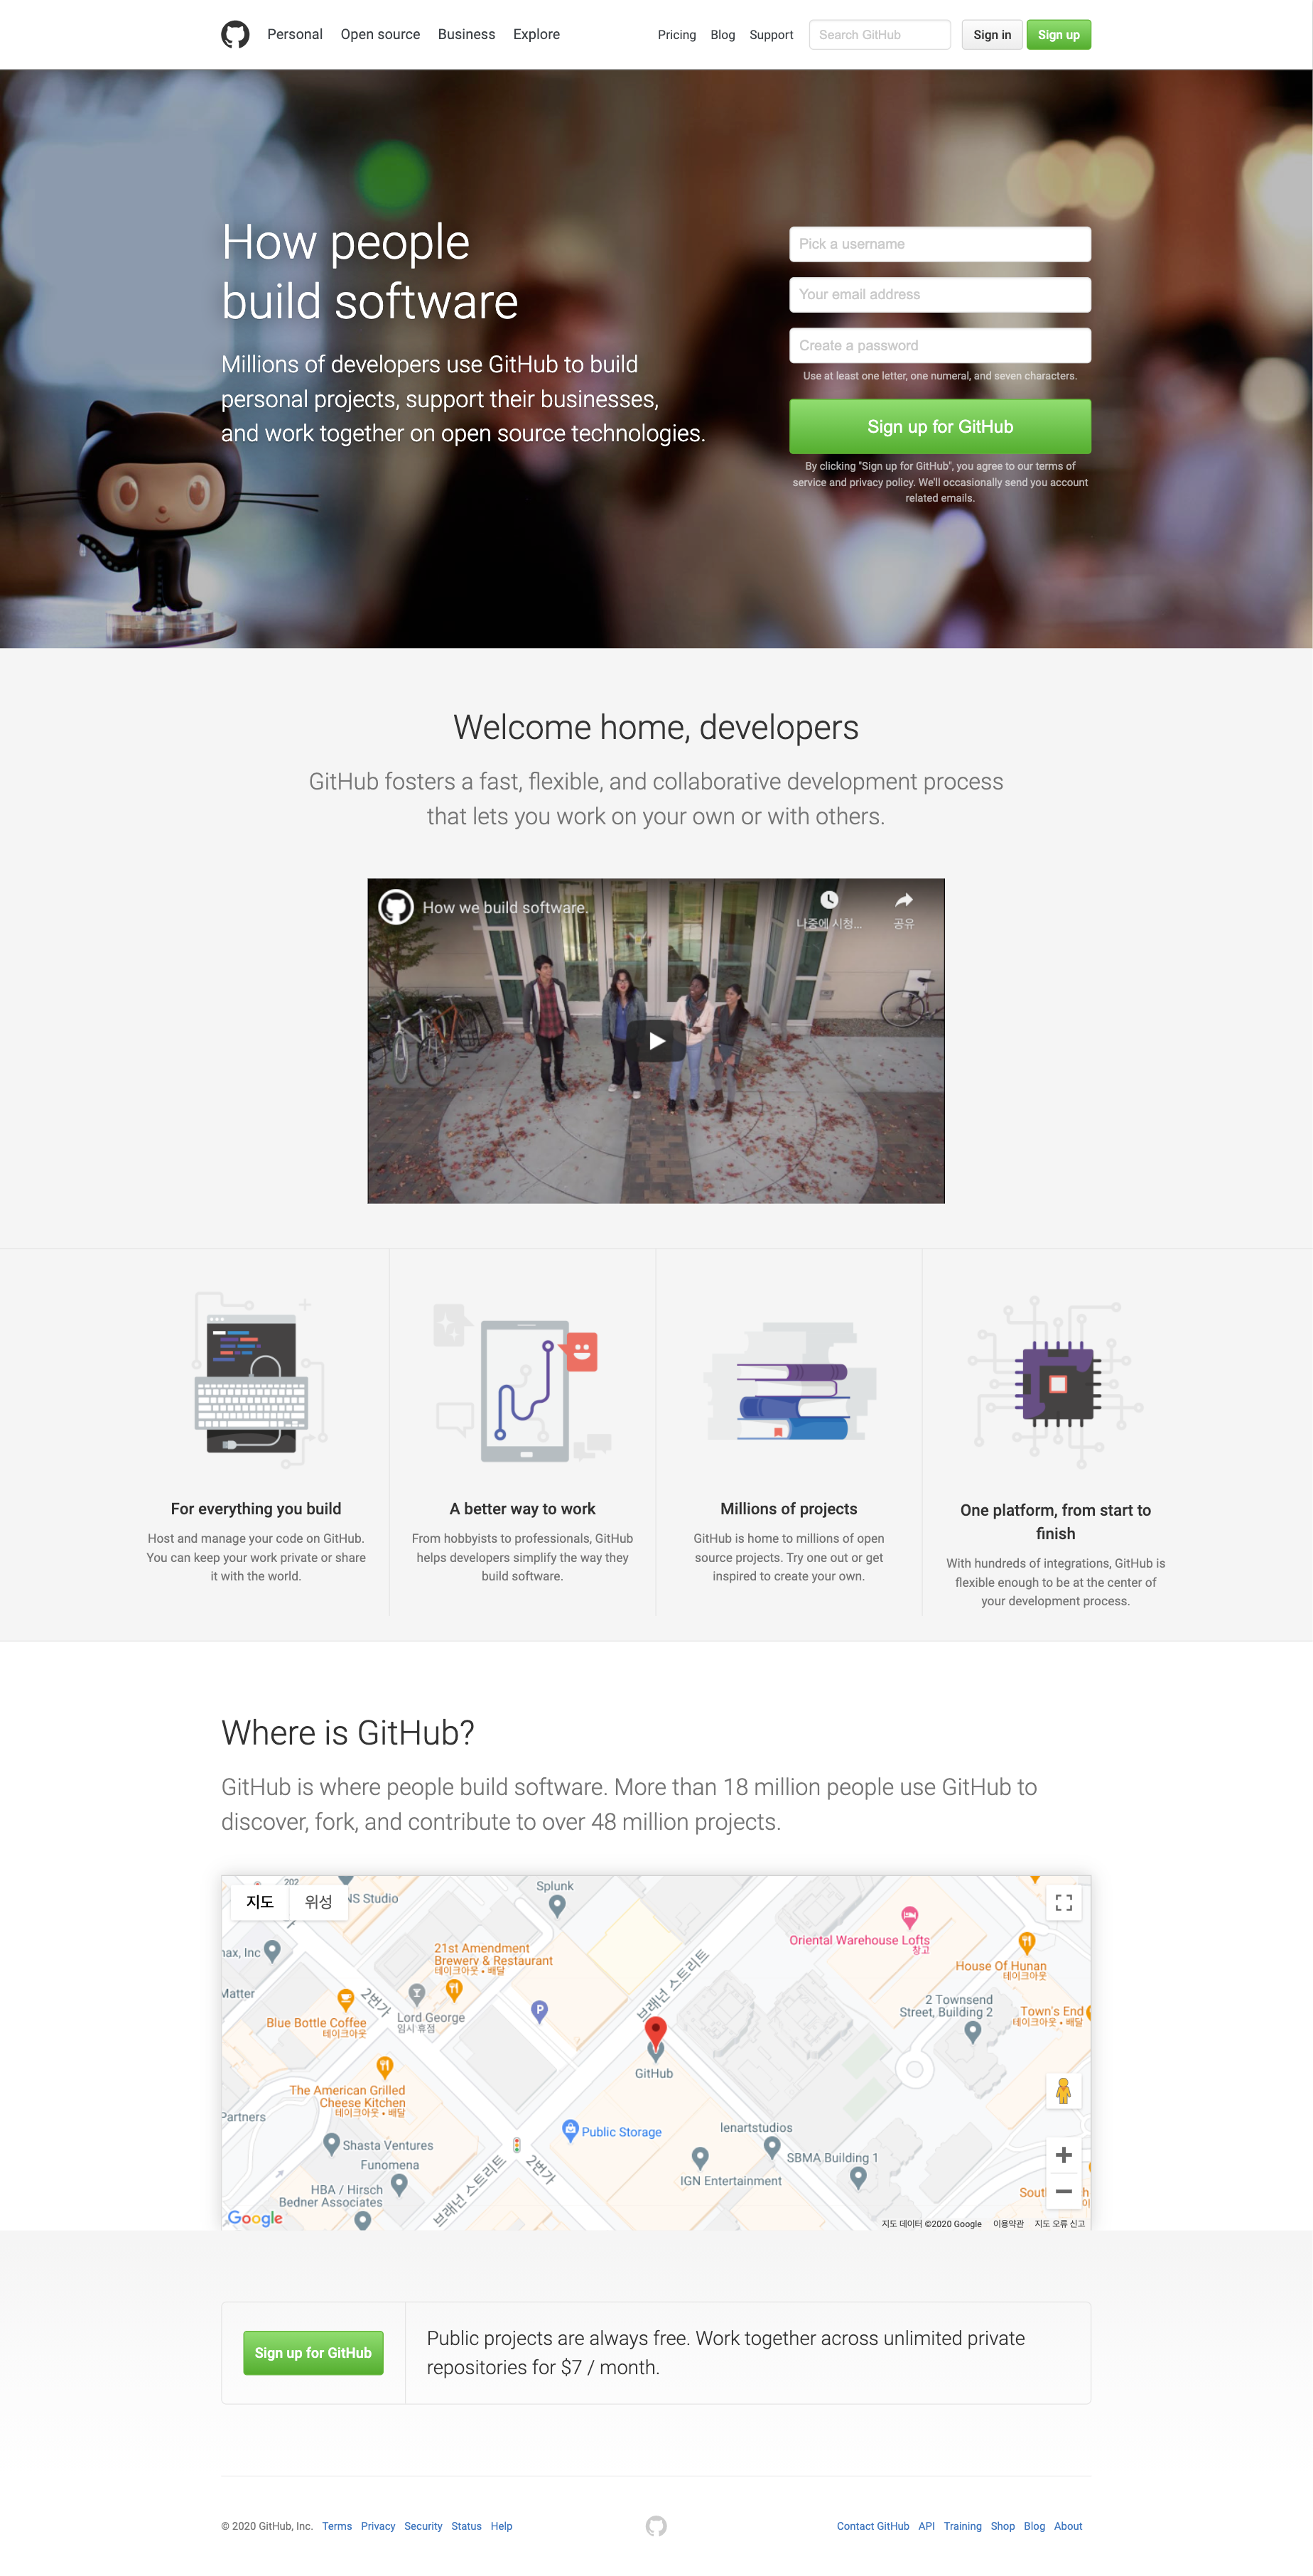 Personal Open source Business Explore Pricing Blog Support Search GitHub Sign in Sign up
How people
build software
Millions of developers use GitHub to build
personal projects, support their businesses,
and work together on open source technologies.
Pick a username
Your email address
Create a password
Use at least one letter, one numeral, and seven characters.
Sign up for GitHub
By clicking "Sign up for GitHub", you agree to our terms of
service and privacy policy. We'll occasionally send you account
related emails.
Welcome home, developers
GitHub fosters a fast, flexible, and collaborative development process
that lets you work on your own or with others.
How we build software.
나중에 시청...
공유
For everything you build
Host and manage your code on GitHub.
You can keep your work private or share
it with the world.
A better way to work
From hobbyists to professionals, GitHub
helps developers simplify the way they
build software.
Millions of projects
GitHub is home to millions of open
source projects. Try one out or get
inspired to create your own.
One platform, from start to
finish
With hundreds of integrations, GitHub is
flexible enough to be at the center of
your development process.
Where is GitHub?
GitHub is where people build software. More than 18 million people use GitHub to
discover, fork, and contribute to over 48 million projects.
지도 위성
202
NS Studio
Splunk
Oriental Warehouse Lofts
창고
21st Amendment
Brewery & Restaurant
테이크아웃 • 배달
House Of Hunan
테이크아웃
max, Inc
Matter
2번가
브래넌 스트리트
Lord George
임시 휴점
P
2 Townsend
Street, Building 2
Town's End
테이크아웃 • 배달
Blue Bottle Coffee
테이크아웃
GitHub
The American Grilled
Cheese Kitchen
테이크아웃 • 배달
Partners
Public Storage
lenartstudios
Shasta Ventures
Funomena
SBMA Building 1
IGN Entertainment
HBA / Hirsch
Bedner Associates
브래넌 스트리트
2번가
Google
지도 데이터 ©2020 Google 이용약관 지도 오류 신고
Sign up for GitHub
Public projects are always free. Work together across unlimited private
repositories for $7 / month.
© 2020 GitHub, Inc. Terms Privacy Security Status Help
Contact GitHub API Training Shop Blog About